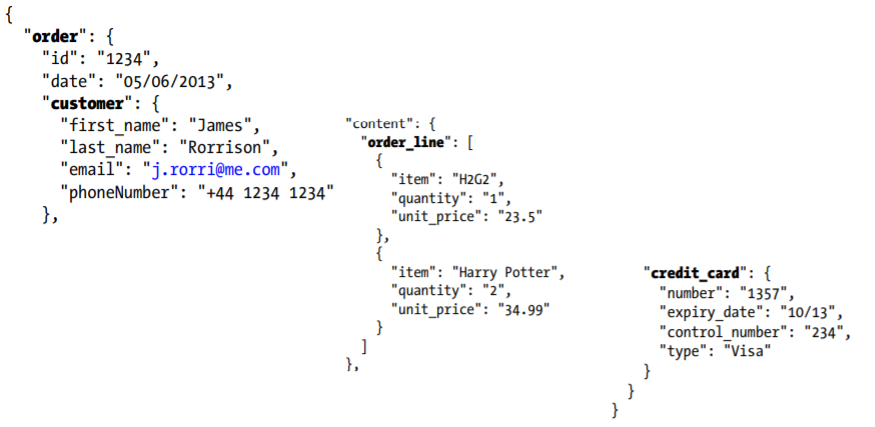 {
  "order": {
    "id": "1234",
    "date": "05/06/2013",
    "customer": {
      "first_name": "James",
      "last_name": "Rorrison",
      "email": "j.rorri@me.com",
      "phoneNumber": "+44 1234 1234"
    },
"content": {
  "order_line": [
    {
      "item": "H2G2",
      "quantity": "1",
      "unit_price": "23.5"
    },
    {
      "item": "Harry Potter",
      "quantity": "2",
      "unit_price": "34.99"
    }
  ]
},
    "credit_card": {
      "number": "1357",
      "expiry_date": "10/13",
      "control_number": "234",
      "type": "Visa"
    }
  }
}